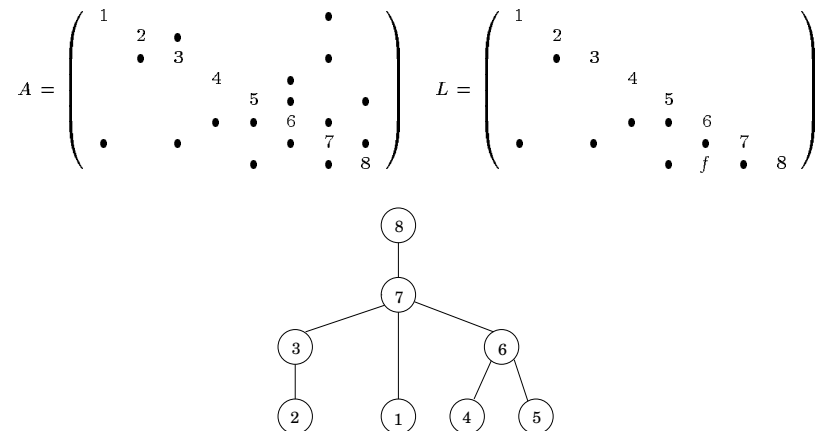 1 • 1
2 • 2
• 3 • • 3
A = 4 • L = 4
5 • • 5
• • 6 • • • 6
• • • 7 • • • • 7
• • 8 • f • 8
8
7
3 6
2 1 4 5